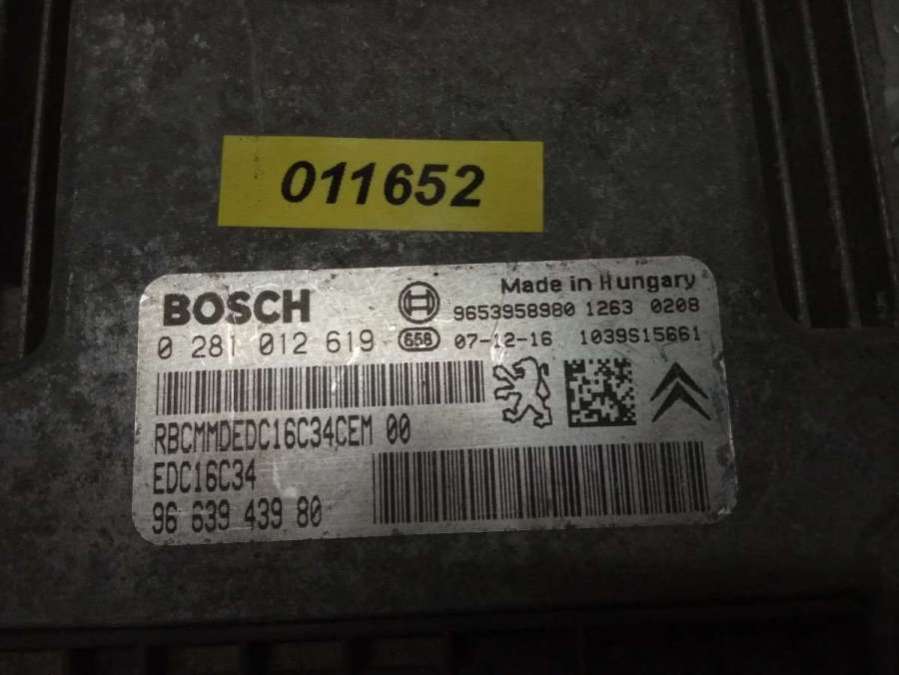 011652
Made in Hungary
BOSCH
9653958980 1263 0208
0 281 012 619 658 07-12-16 1039S15661
RBCMMDEDC16C34CEM 00
EDC16C34
96 639 439 80